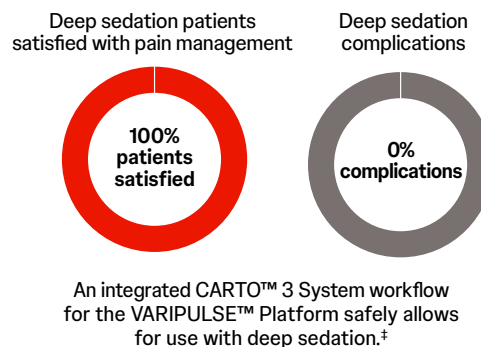 Deep sedation patients
satisfied with pain management
100%
patients
satisfied
Deep sedation
complications
0%
complications
An integrated CARTO™ 3 System workflow
for the VARIPULSE™ Platform safely allows
for use with deep sedation.‡